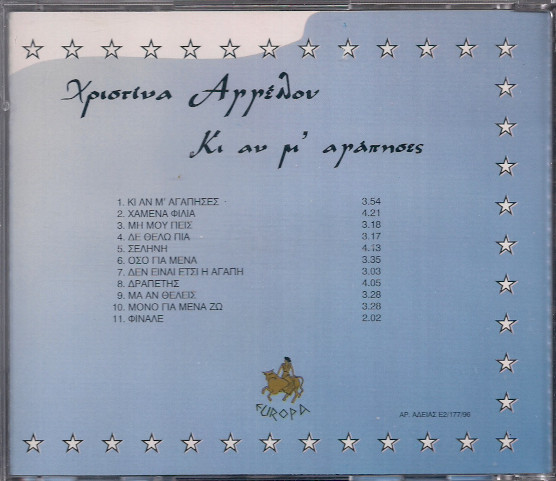 Χριστίνα Αγγέλου
Κι αν μ' αγάπησες
1. ΚΙ ΑΝ Μ' ΑΓΑΠΗΣΕΣ 3.54
2. ΧΑΜΕΝΑ ΦΙΛΙΑ 4.21
3. ΜΗ ΜΟΥ ΠΕΙΣ 3.18
4. ΔΕ ΘΕΛΩ ΠΙΑ 3.17
5. ΣΕΛΗΝΗ 4.13
6. ΟΣΟ ΓΙΑ ΜΕΝΑ 3.35
7. ΔΕΝ ΕΙΝΑΙ ΕΤΣΙ Η ΑΓΑΠΗ 3.03
8. ΔΡΑΠΕΤΗΣ 4.05
9. ΜΑ ΑΝ ΘΕΛΕΙΣ 3.28
10. ΜΟΝΟ ΓΙΑ ΜΕΝΑ ΖΩ 3.28
11. ΦΙΝΑΛΕ 2.02
EUROPA
ΑΡ. ΑΔΕΙΑΣ Ε2/177/96